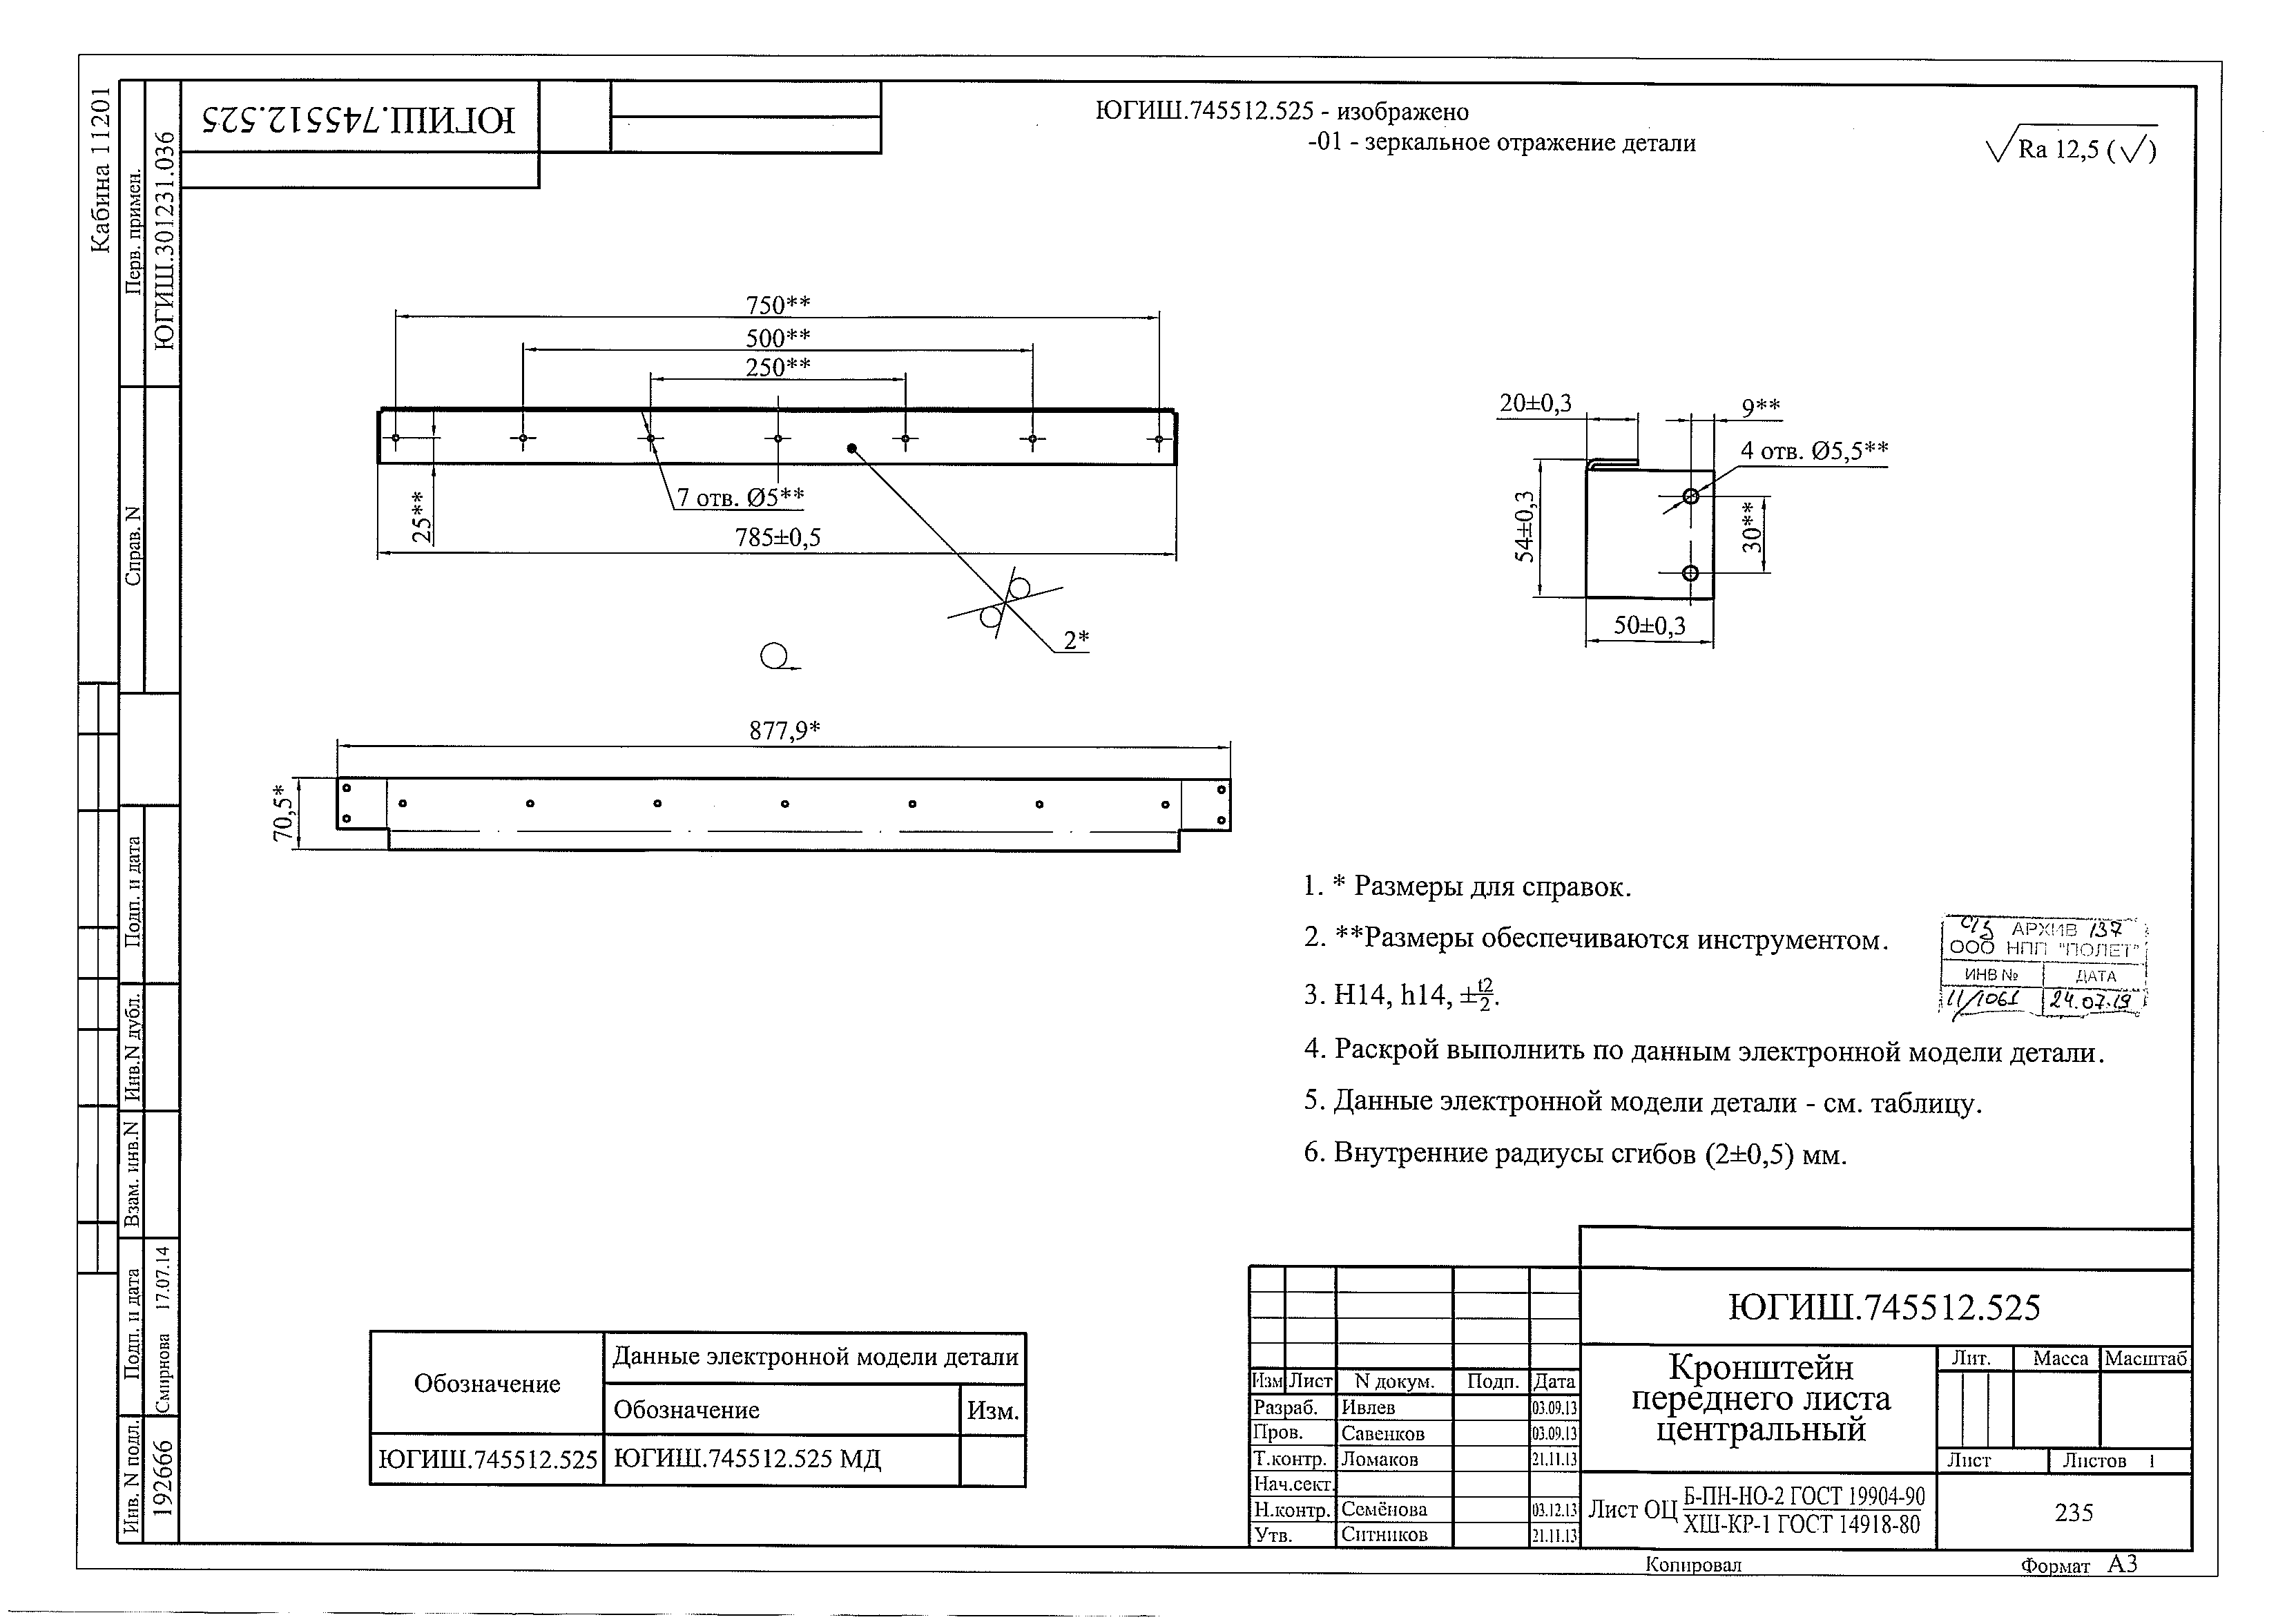 Кабина 11201
Перв. примен.
ЮГИШ.301231.036
Справ. N
Подп. и дата
Инв.N дубл.
Взам. инв.N
Подп. и дата
Смирнова 17.07.14
Инв. N подл.
192666
ЮГИШ.745512.525
ЮГИШ.745512.525 - изображено
-01 - зеркальное отражение детали
Ra 12,5 (√)
750**
500**
250**
25**
7 отв. Ø5**
785±0,5
2*
20±0,3
9**
4 отв. Ø5,5**
54±0,3
30**
50±0,3
877,9*
70,5*
1. * Размеры для справок.
2. **Размеры обеспечиваются инструментом.
3. H14, h14, ±t2/2.
4. Раскрой выполнить по данным электронной модели детали.
5. Данные электронной модели детали - см. таблицу.
6. Внутренние радиусы сгибов (2±0,5) мм.
АРХИВ 137
ООО НПП "ПОЛЕТ"
ИНВ № ДАТА
11/1061 24.07.19
Обозначение
Данные электронной модели детали
Обозначение Изм.
ЮГИШ.745512.525 ЮГИШ.745512.525 МД
ЮГИШ.745512.525
Кронштейн
переднего листа
центральный
Лит. Масса Масштаб
Лист Листов 1
Изм Лист N докум. Подп. Дата
Разраб. Ивлев 03.09.13
Пров. Савенков 03.09.13
Т.контр. Ломаков 21.11.13
Нач.сект.
Н.контр. Семёнова 03.12.13
Утв. Ситников 21.11.13
Лист ОЦ Б-ПН-НО-2 ГОСТ 19904-90
ХШ-КР-1 ГОСТ 14918-80
235
Копировал
Формат А3